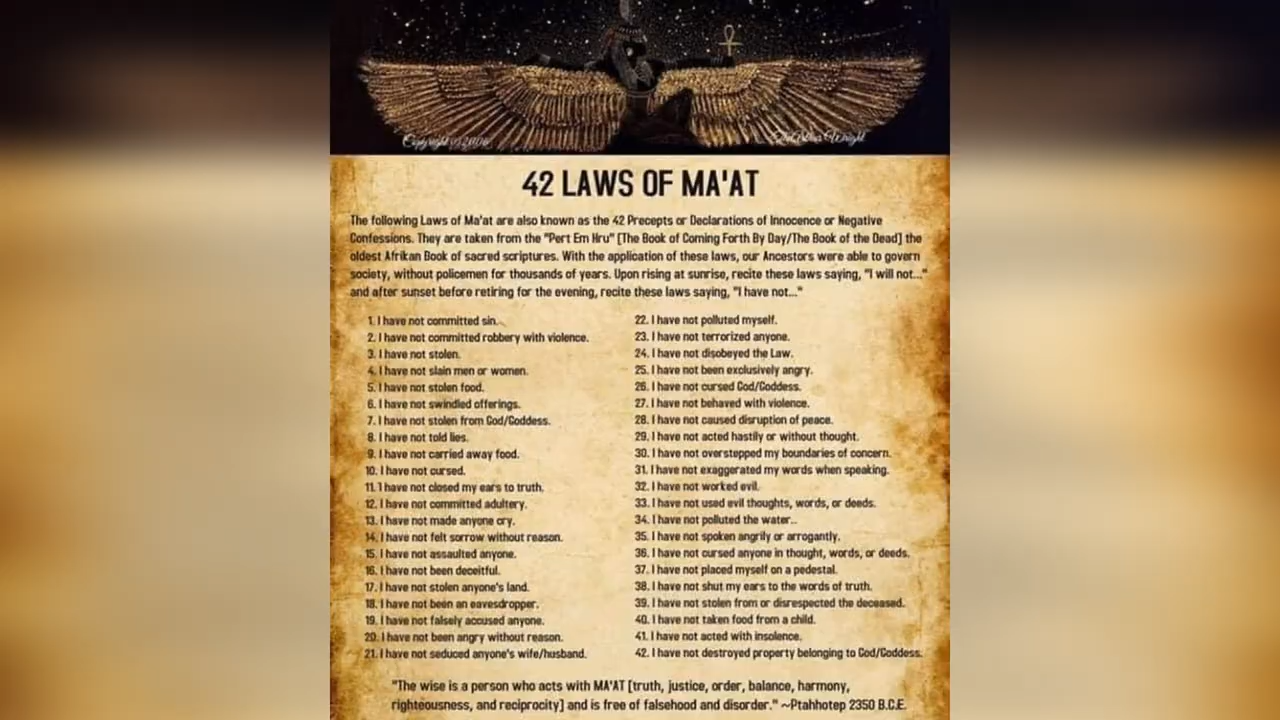 Copyright © 2006
42 LAWS OF MA'AT
The following Laws of Ma'at are also known as the 42 Precepts or Declarations of Innocence or Negative
Confessions. They are taken from the "Pert Em Hru" [The Book of Coming Forth By Day/The Book of the Dead] the
oldest Afrikan Book of sacred scriptures. With the application of these laws, our Ancestors were able to govern
society, without policemen for thousands of years. Upon rising at sunrise, recite these laws saying, "I will not..."
and after sunset before retiring for the evening, recite these laws saying, "I have not..."
1. I have not committed sin.
2. I have not committed robbery with violence.
3. I have not stolen.
4. I have not slain men or women.
5. I have not stolen food.
6. I have not swindled offerings.
7. I have not stolen from God/Goddess.
8. I have not told lies.
9. I have not carried away food.
10. I have not cursed.
11. I have not closed my ears to truth.
12. I have not committed adultery.
13. I have not made anyone cry.
14. I have not felt sorrow without reason.
15. I have not assaulted anyone.
16. I have not been deceitful.
17. I have not stolen anyone's land.
18. I have not been an eavesdropper.
19. I have not falsely accused anyone.
20. I have not been angry without reason.
21. I have not seduced anyone's wife/husband.
22. I have not polluted myself.
23. I have not terrorized anyone.
24. I have not disobeyed the Law.
25. I have not been exclusively angry.
26. I have not cursed God/Goddess.
27. I have not behaved with violence.
28. I have not caused disruption of peace.
29. I have not acted hastily or without thought.
30. I have not overstepped my boundaries of concern.
31. I have not exaggerated my words when speaking.
32. I have not worked evil.
33. I have not used evil thoughts, words, or deeds.
34. I have not polluted the water..
35. I have not spoken angrily or arrogantly.
36. I have not cursed anyone in thought, words, or deeds.
37. I have not placed myself on a pedestal.
38. I have not shut my ears to the words of truth.
39. I have not stolen from or disrespected the deceased.
40. I have not taken food from a child.
41. I have not acted with insolence.
42. I have not destroyed property belonging to God/Goddess.
"The wise is a person who acts with MA'AT [truth, justice, order, balance, harmony,
righteousness, and reciprocity] and is free of falsehood and disorder." ~Ptahhotep 2350 B.C.E.